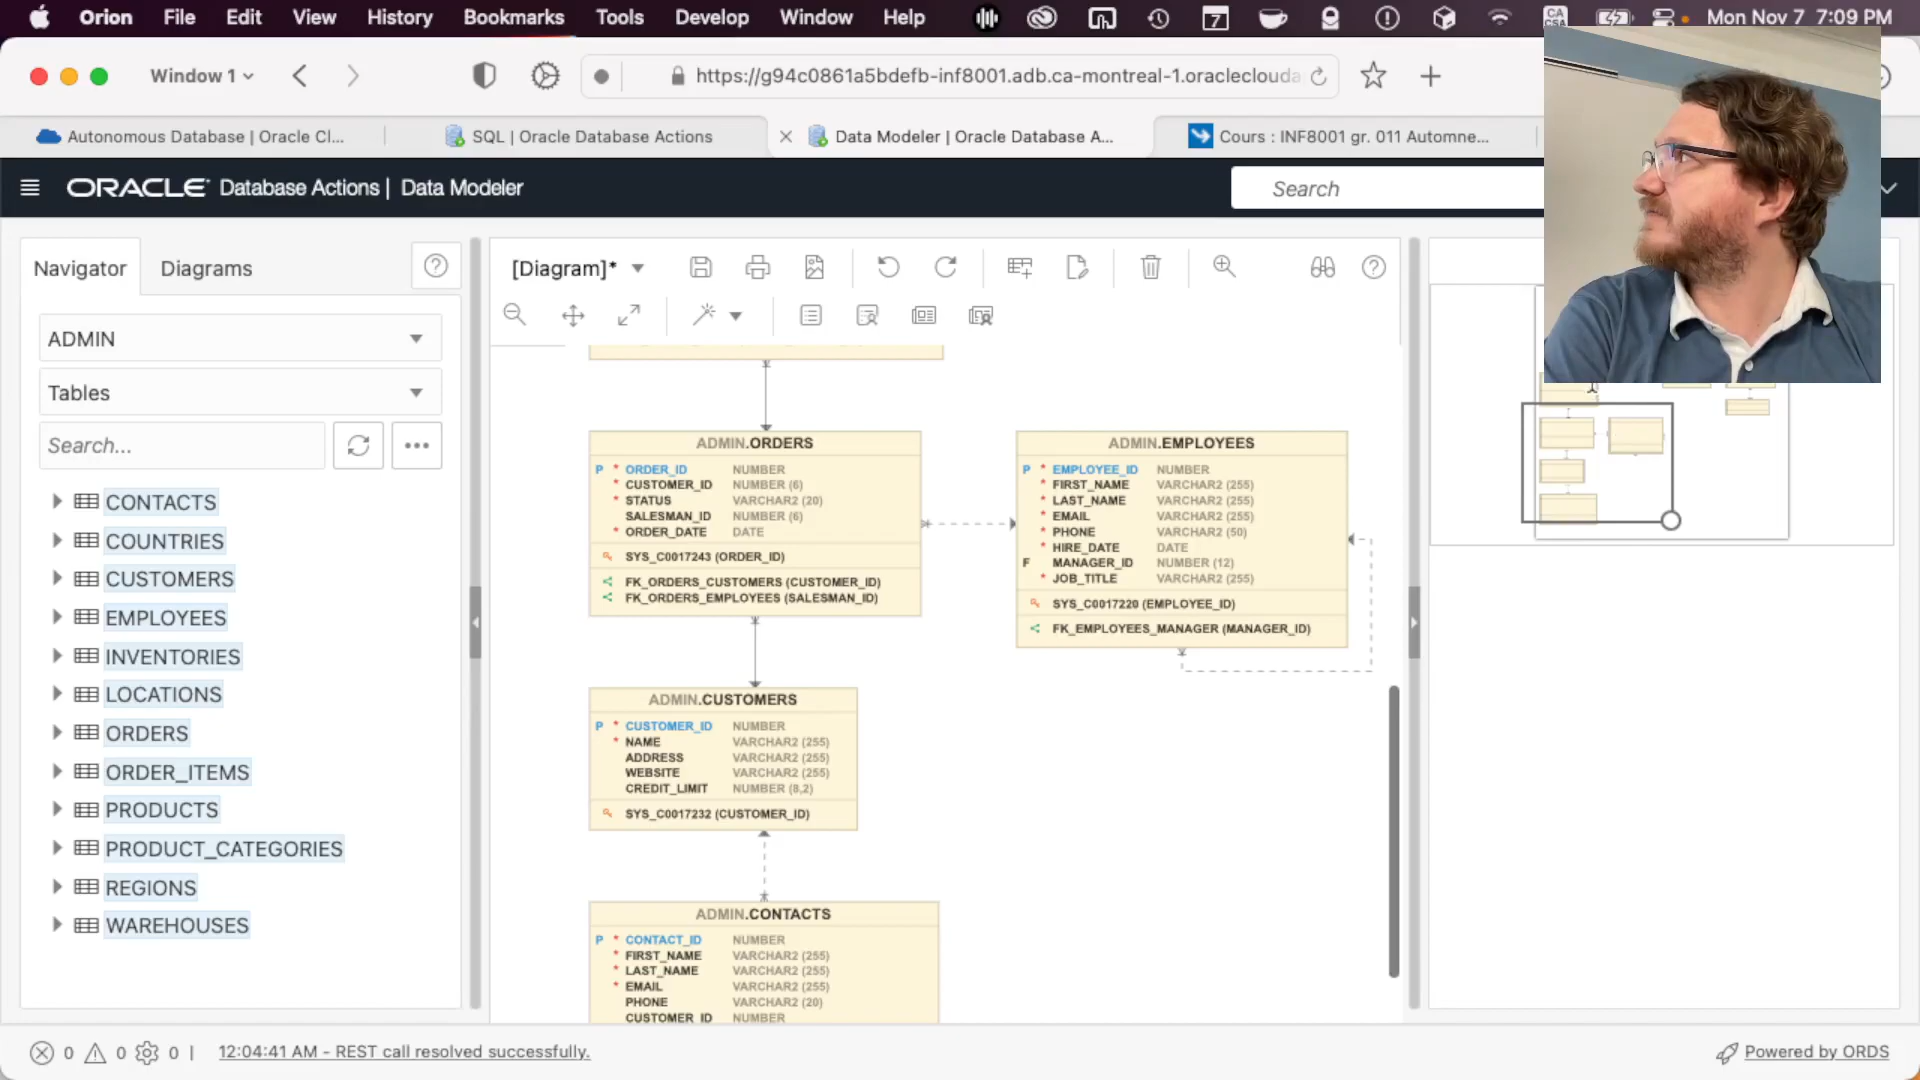 Orion File Edit View History Bookmarks Tools Develop Window Help 7 CA CSA Mon Nov 7 7:09 PM
Window 1 https://g94c0861a5bdefb-inf8001.adb.ca-montreal-1.oraclecloud
Autonomous Database | Oracle Cl... SQL | Oracle Database Actions Data Modeler | Oracle Database A... Cours : INF8001 gr. 011 Automne...
ORACLE Database Actions | Data Modeler Search
Navigator Diagrams
[Diagram]*
ADMIN
Tables
Search...
CONTACTS
COUNTRIES
CUSTOMERS
EMPLOYEES
INVENTORIES
LOCATIONS
ORDERS
ORDER_ITEMS
PRODUCTS
PRODUCT_CATEGORIES
REGIONS
WAREHOUSES
ADMIN.ORDERS
P * ORDER_ID NUMBER
* CUSTOMER_ID NUMBER (6)
* STATUS VARCHAR2 (20)
SALESMAN_ID NUMBER (6)
* ORDER_DATE DATE
SYS_C0017243 (ORDER_ID)
FK_ORDERS_CUSTOMERS (CUSTOMER_ID)
FK_ORDERS_EMPLOYEES (SALESMAN_ID)
ADMIN.EMPLOYEES
P * EMPLOYEE_ID NUMBER
* FIRST_NAME VARCHAR2 (255)
* LAST_NAME VARCHAR2 (255)
* EMAIL VARCHAR2 (255)
* PHONE VARCHAR2 (50)
* HIRE_DATE DATE
F MANAGER_ID NUMBER (12)
* JOB_TITLE VARCHAR2 (255)
SYS_C0017220 (EMPLOYEE_ID)
FK_EMPLOYEES_MANAGER (MANAGER_ID)
ADMIN.CUSTOMERS
P * CUSTOMER_ID NUMBER
* NAME VARCHAR2 (255)
ADDRESS VARCHAR2 (255)
WEBSITE VARCHAR2 (255)
CREDIT_LIMIT NUMBER (8,2)
SYS_C0017232 (CUSTOMER_ID)
ADMIN.CONTACTS
P * CONTACT_ID NUMBER
* FIRST_NAME VARCHAR2 (255)
* LAST_NAME VARCHAR2 (255)
* EMAIL VARCHAR2 (255)
PHONE VARCHAR2 (20)
CUSTOMER_ID NUMBER
0 0 0 | 12:04:41 AM - REST call resolved successfully. Powered by ORDS